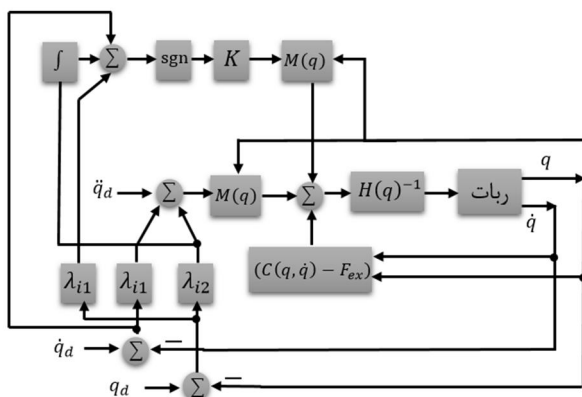 ∫ Σ sgn K M(q)
q̈_d Σ M(q) Σ H(q)⁻¹ ربات q
q̇
(C(q, q̇) − F_ex)
λ_i1 λ_i1 λ_i2
q̇_d Σ −
q_d Σ −